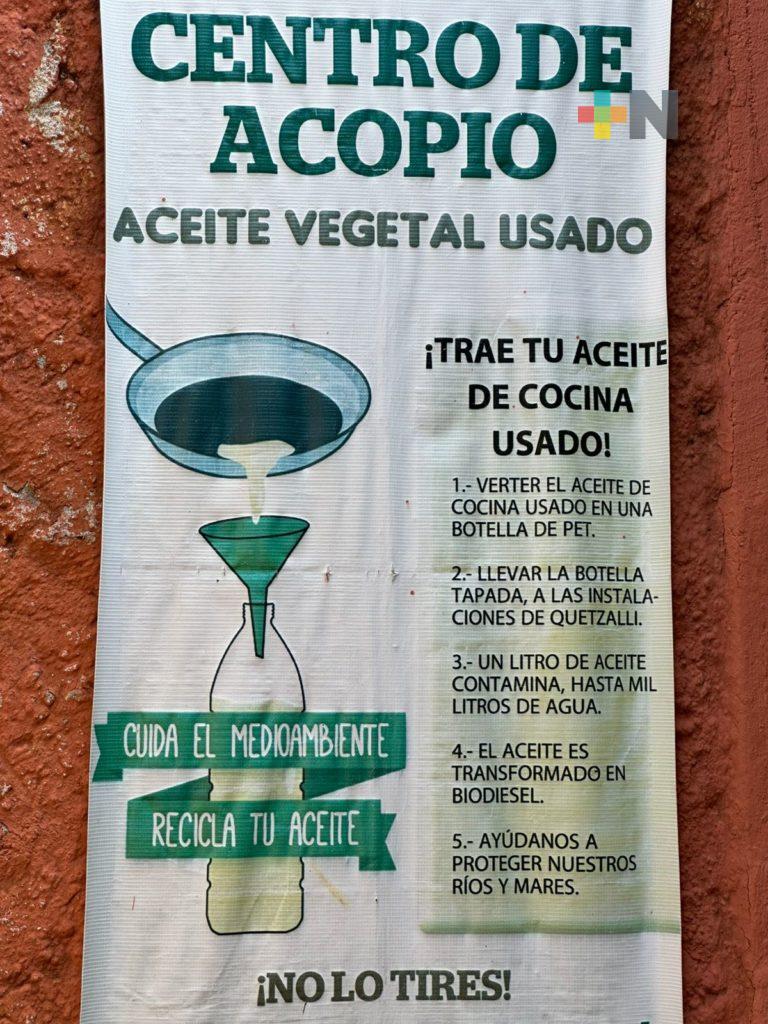 CENTRO DE
ACOPIO
+N
ACEITE VEGETAL USADO
¡TRAE TU ACEITE
DE COCINA
USADO!
1.- VERTER EL ACEITE DE
COCINA USADO EN UNA
BOTELLA DE PET.
2.- LLEVAR LA BOTELLA
TAPADA, A LAS INSTALA-
CIONES DE QUETZALLI.
3.- UN LITRO DE ACEITE
CONTAMINA, HASTA MIL
LITROS DE AGUA.
4.- EL ACEITE ES
TRANSFORMADO EN
BIODIESEL.
5.- AYÚDANOS A
PROTEGER NUESTROS
RÍOS Y MARES.
CUIDA EL MEDIOAMBIENTE
RECICLA TU ACEITE
¡NO LO TIRES!